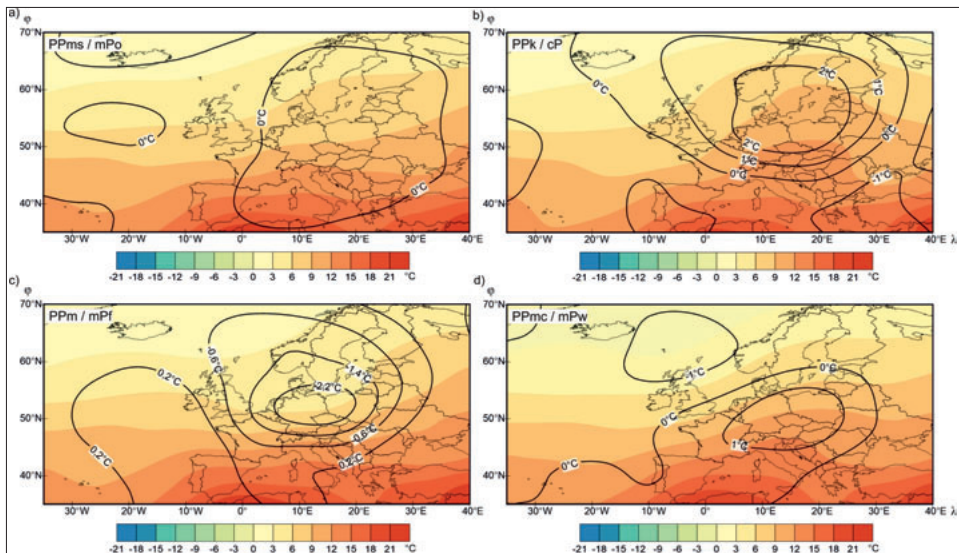 a) φ
70°N
PPms / mPo
60°N
50°N
40°N
0°C
0°C
0°C
0°C
30°W 20°W 10°W 0° 10°E 20°E 30°E 40°E
-21 -18 -15 -12 -9 -6 -3 0 3 6 9 12 15 18 21 °C
b) φ
70°N
PPk / cP
60°N
50°N
40°N
0°C
2°C
1°C
0°C
2°C
1°C
0°C
-1°C
30°W 20°W 10°W 0° 10°E 20°E 30°E 40°E λ
-21 -18 -15 -12 -9 -6 -3 0 3 6 9 12 15 18 21 °C
c) φ
70°N
PPm / mPf
60°N
50°N
40°N
0.2°C
0.2°C
-0.6°C
-1.4°C
-2.2°C
-0.6°C
0.2°C
30°W 20°W 10°W 0° 10°E 20°E 30°E 40°E
-21 -18 -15 -12 -9 -6 -3 0 3 6 9 12 15 18 21 °C
d) φ
70°N
PPmc / mPw
60°N
50°N
40°N
-1°C
0°C
0°C
1°C
0°C
30°W 20°W 10°W 0° 10°E 20°E 30°E 40°E λ
-21 -18 -15 -12 -9 -6 -3 0 3 6 9 12 15 18 21 °C